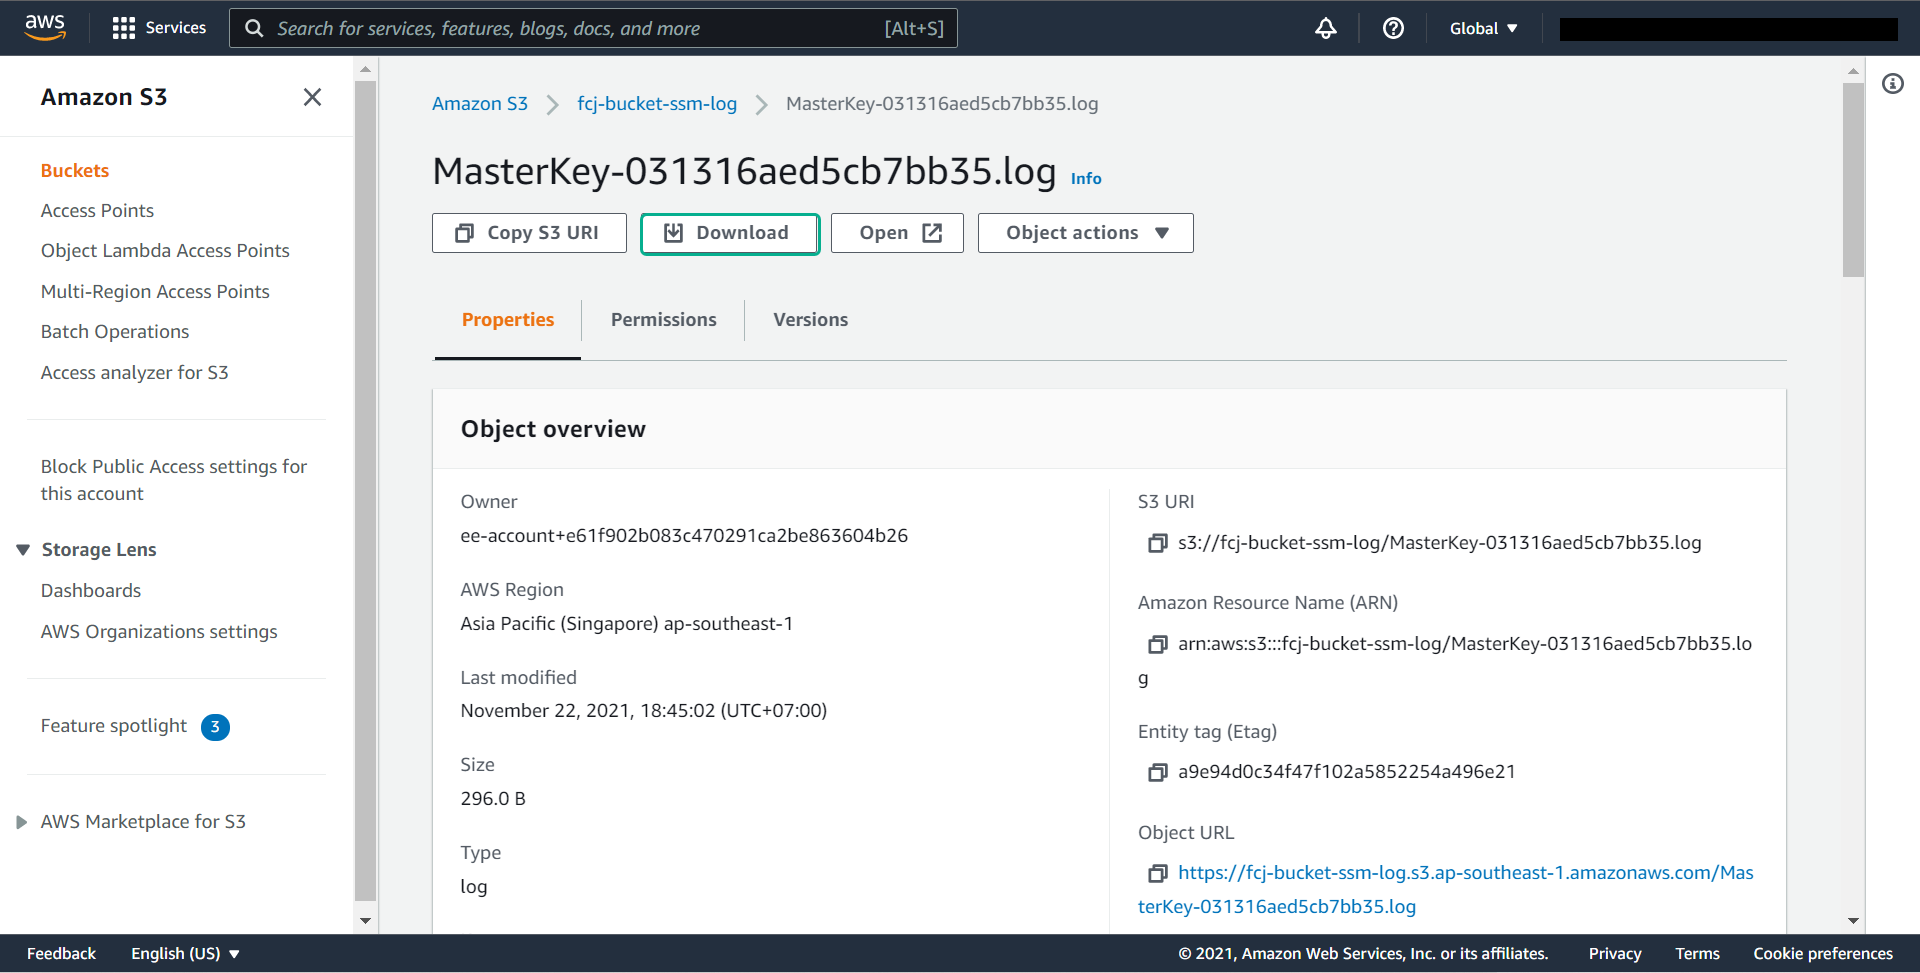 aws
Services
Search for services, features, blogs, docs, and more [Alt+S]
Global
Amazon S3
Buckets
Access Points
Object Lambda Access Points
Multi-Region Access Points
Batch Operations
Access analyzer for S3
Block Public Access settings for
this account
Storage Lens
Dashboards
AWS Organizations settings
Feature spotlight 3
AWS Marketplace for S3
Amazon S3 fcj-bucket-ssm-log MasterKey-031316aed5cb7bb35.log
MasterKey-031316aed5cb7bb35.log Info
Copy S3 URI Download Open Object actions
Properties Permissions Versions
Object overview
Owner
ee-account+e61f902b083c470291ca2be863604b26
AWS Region
Asia Pacific (Singapore) ap-southeast-1
Last modified
November 22, 2021, 18:45:02 (UTC+07:00)
Size
296.0 B
Type
log
S3 URI
s3://fcj-bucket-ssm-log/MasterKey-031316aed5cb7bb35.log
Amazon Resource Name (ARN)
arn:aws:s3:::fcj-bucket-ssm-log/MasterKey-031316aed5cb7bb35.lo
g
Entity tag (Etag)
a9e94d0c34f47f102a5852254a496e21
Object URL
https://fcj-bucket-ssm-log.s3.ap-southeast-1.amazonaws.com/Mas
terKey-031316aed5cb7bb35.log
Feedback English (US) © 2021, Amazon Web Services, Inc. or its affiliates. Privacy Terms Cookie preferences